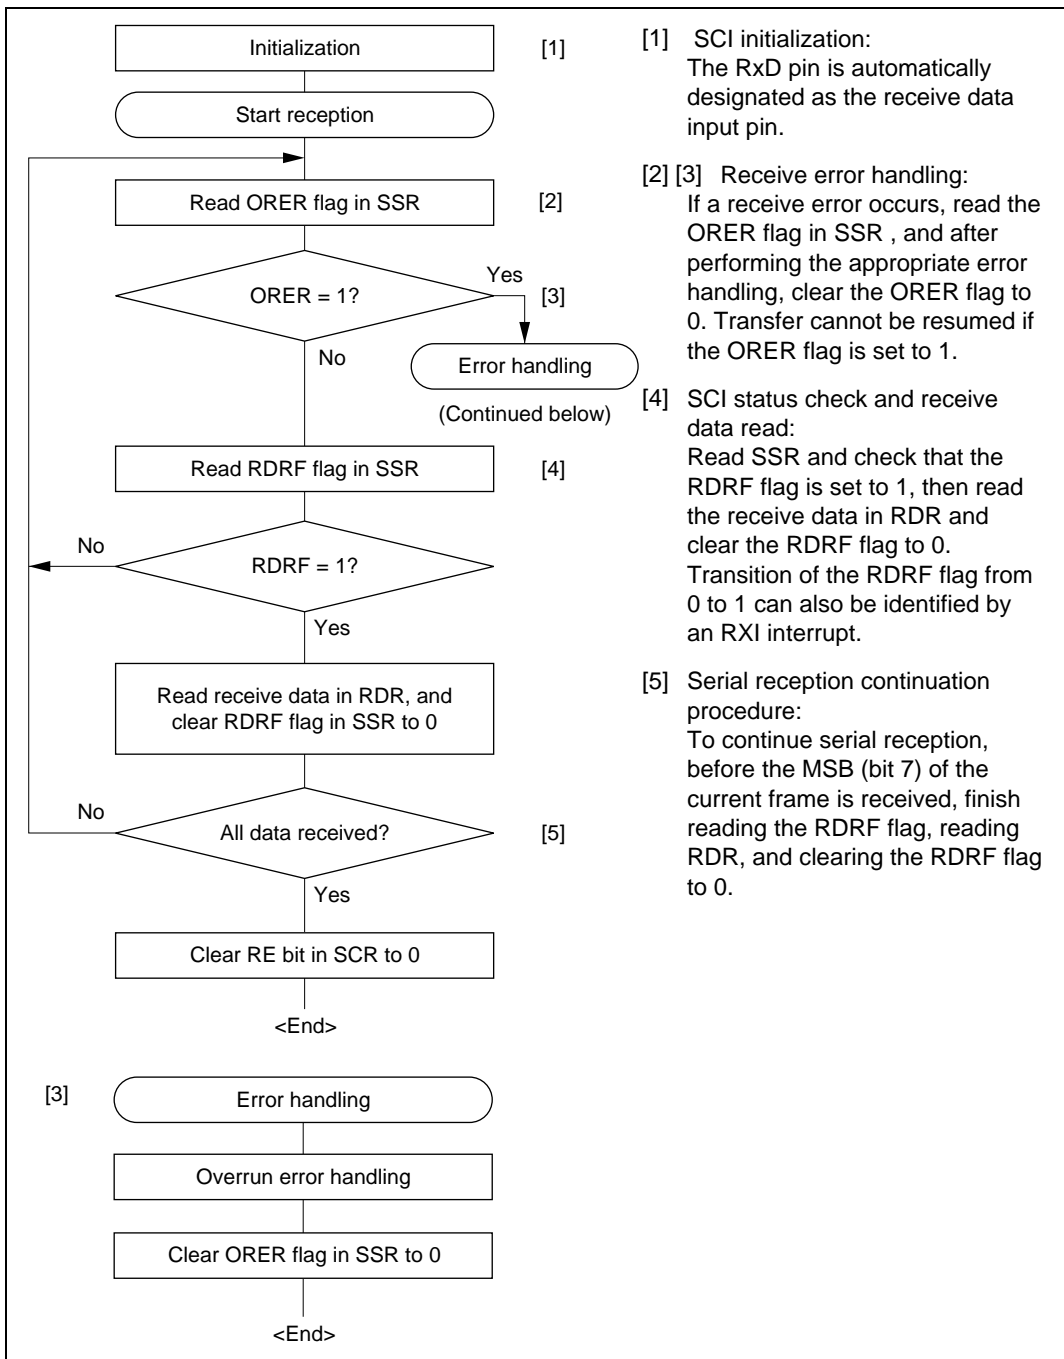 Initialization
[1]
Start reception
Read ORER flag in SSR
[2]
ORER = 1?
Yes
[3]
No
Error handling
(Continued below)
Read RDRF flag in SSR
[4]
No
RDRF = 1?
Yes
Read receive data in RDR, and
clear RDRF flag in SSR to 0
No
All data received?
[5]
Yes
Clear RE bit in SCR to 0
<End>
[3]
Error handling
Overrun error handling
Clear ORER flag in SSR to 0
<End>
[1] SCI initialization:
The RxD pin is automatically
designated as the receive data
input pin.
[2] [3] Receive error handling:
If a receive error occurs, read the
ORER flag in SSR , and after
performing the appropriate error
handling, clear the ORER flag to
0. Transfer cannot be resumed if
the ORER flag is set to 1.
[4] SCI status check and receive
data read:
Read SSR and check that the
RDRF flag is set to 1, then read
the receive data in RDR and
clear the RDRF flag to 0.
Transition of the RDRF flag from
0 to 1 can also be identified by
an RXI interrupt.
[5] Serial reception continuation
procedure:
To continue serial reception,
before the MSB (bit 7) of the
current frame is received, finish
reading the RDRF flag, reading
RDR, and clearing the RDRF flag
to 0.